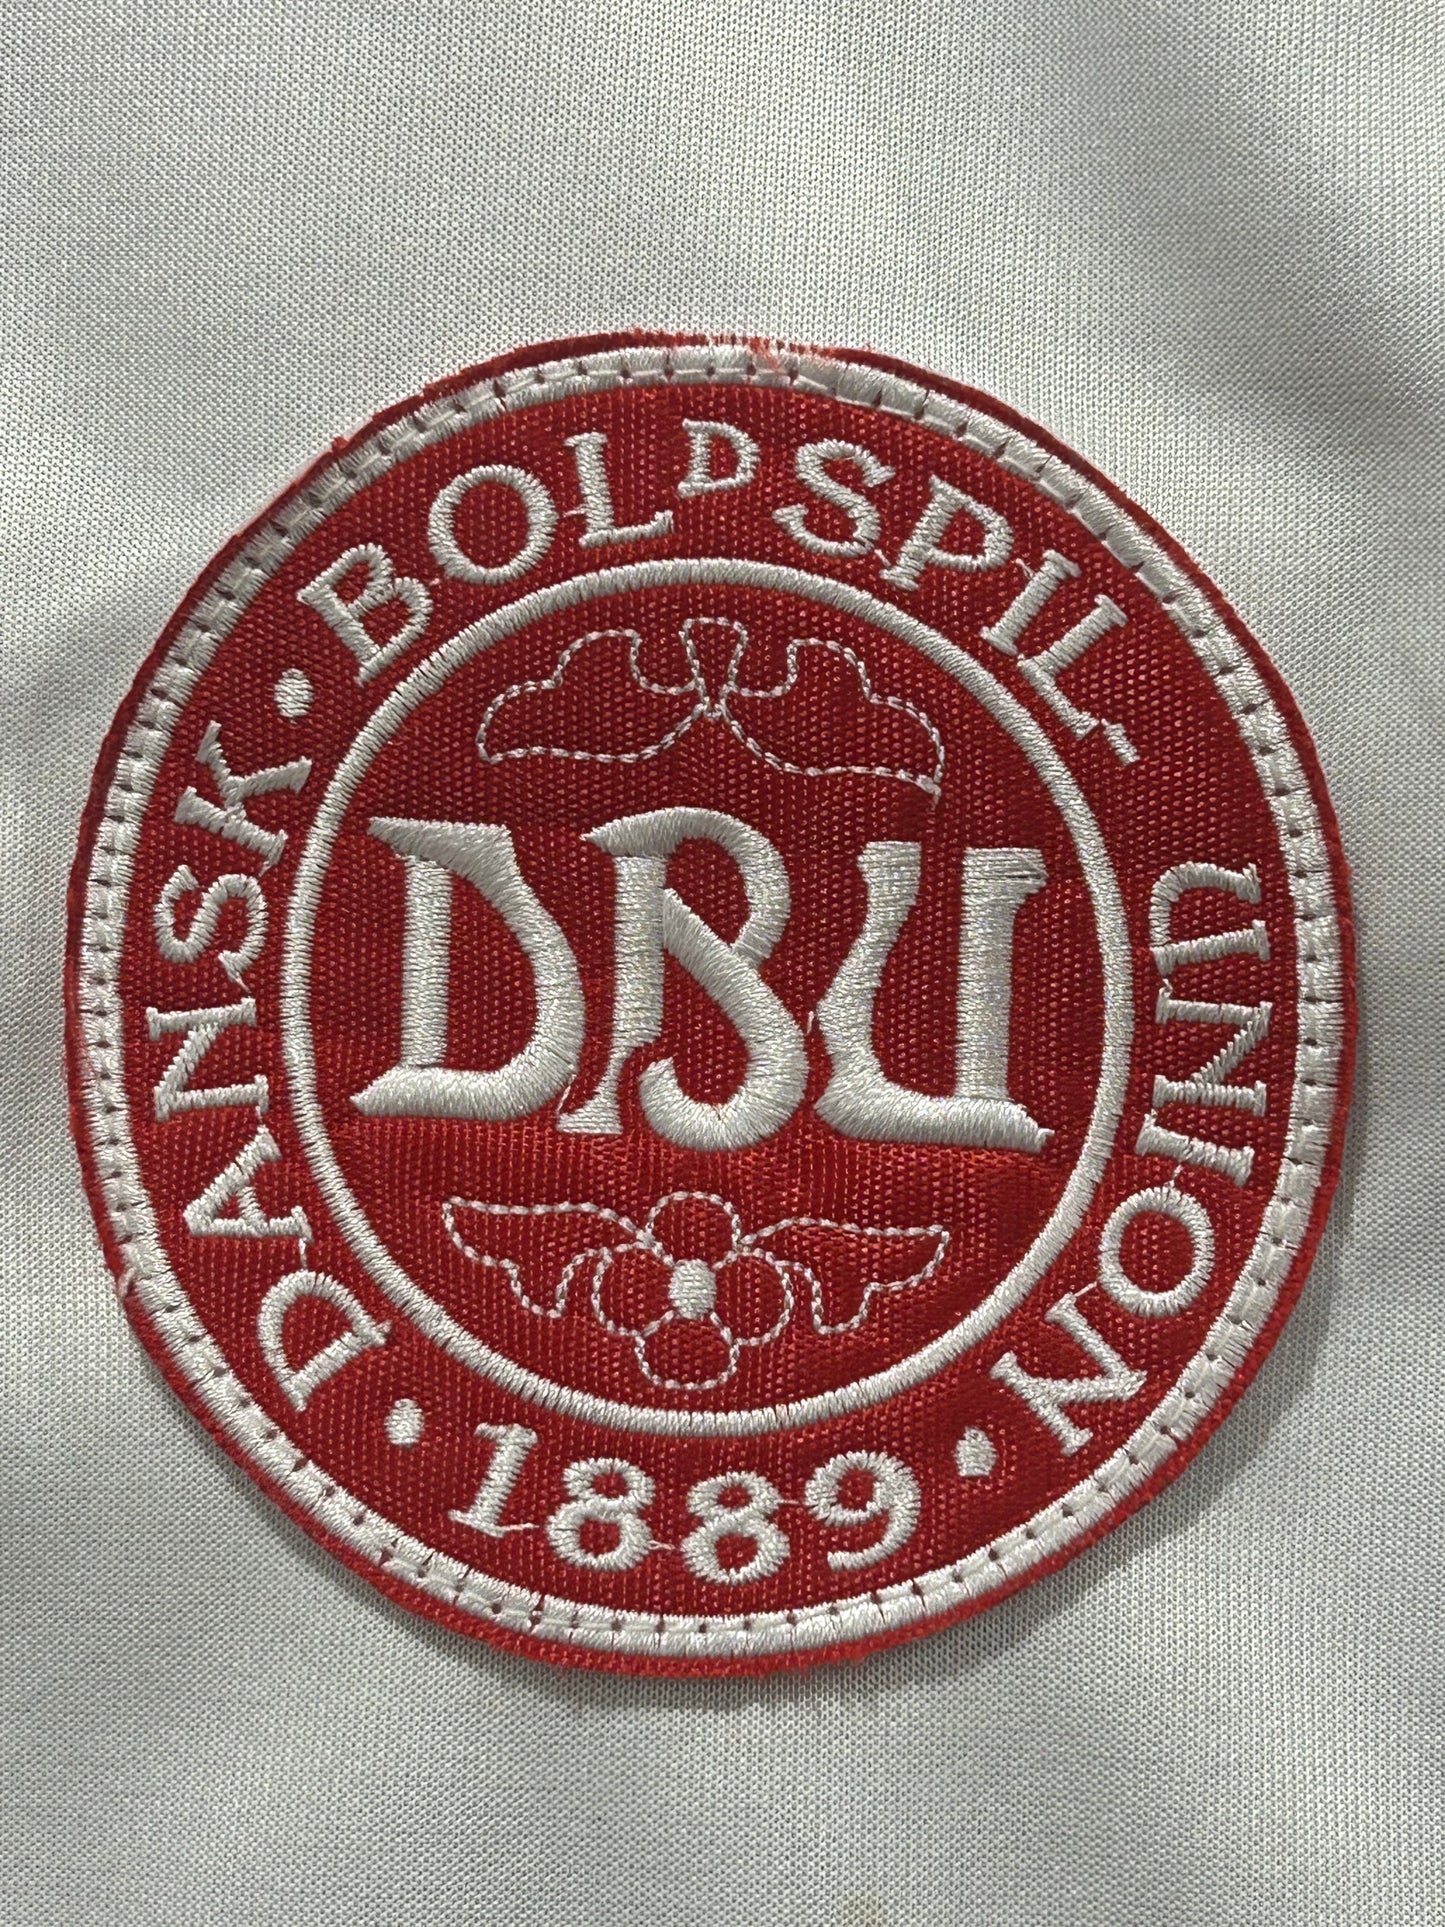 DANSK · BOLDSPIL-UNION
· 1889 ·
DBU